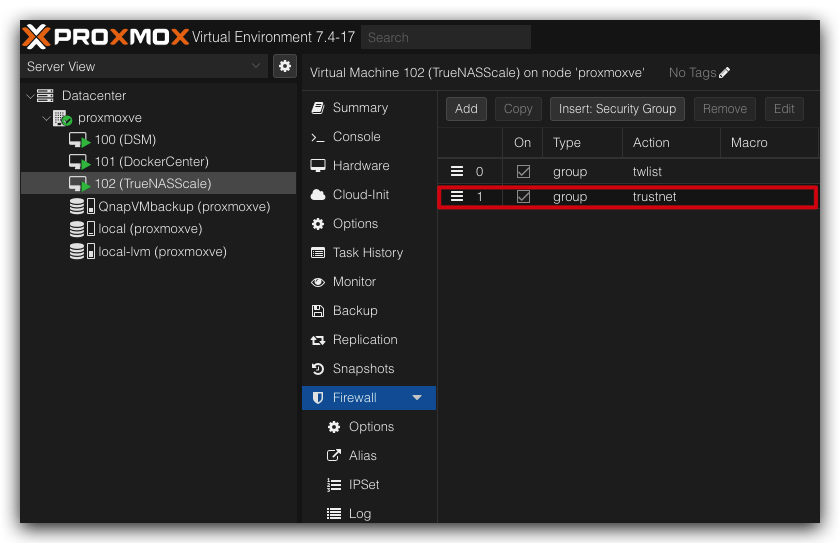 PROXMOX Virtual Environment 7.4-17 Search
Server View
Datacenter
proxmoxve
100 (DSM)
101 (DockerCenter)
102 (TrueNASScale)
QnapVMbackup (proxmoxve)
local (proxmoxve)
local-lvm (proxmoxve)
Virtual Machine 102 (TrueNASScale) on node 'proxmoxve' No Tags
Summary
Console
Hardware
Cloud-Init
Options
Task History
Monitor
Backup
Replication
Snapshots
Firewall
Options
Alias
IPSet
Log
Add Copy Insert: Security Group Remove Edit
On Type Action Macro
0 group twlist
1 group trustnet